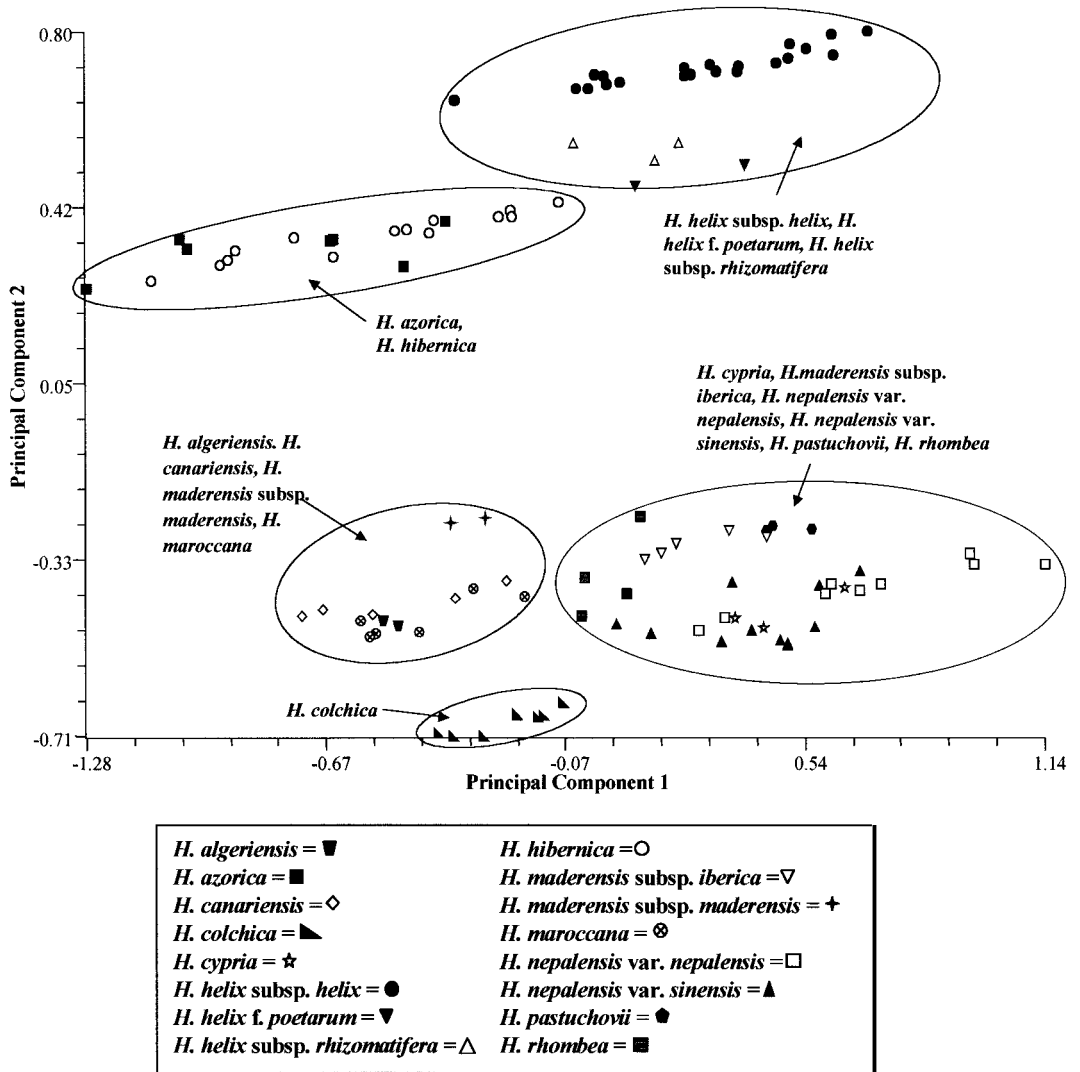 0.80
0.42
0.05
-0.33
-0.71
Principal Component 2
H. helix subsp. helix, H.
helix f. poetarum, H. helix
subsp. rhizomatifera
H. azorica,
H. hibernica
H. cypria, H.maderensis subsp.
iberica, H. nepalensis var.
nepalensis, H. nepalensis var.
sinensis, H. pastuchovii, H. rhombea
H. algeriensis. H.
canariensis, H.
maderensis subsp.
maderensis, H.
maroccana
H. colchica
-1.28
-0.67
-0.07
0.54
1.14
Principal Component 1
H. algeriensis =
H. azorica =
H. canariensis =
H. colchica =
H. cypria =
H. helix subsp. helix =
H. helix f. poetarum =
H. helix subsp. rhizomatifera =
H. hibernica =
H. maderensis subsp. iberica =
H. maderensis subsp. maderensis =
H. maroccana =
H. nepalensis var. nepalensis =
H. nepalensis var. sinensis =
H. pastuchovii =
H. rhombea =